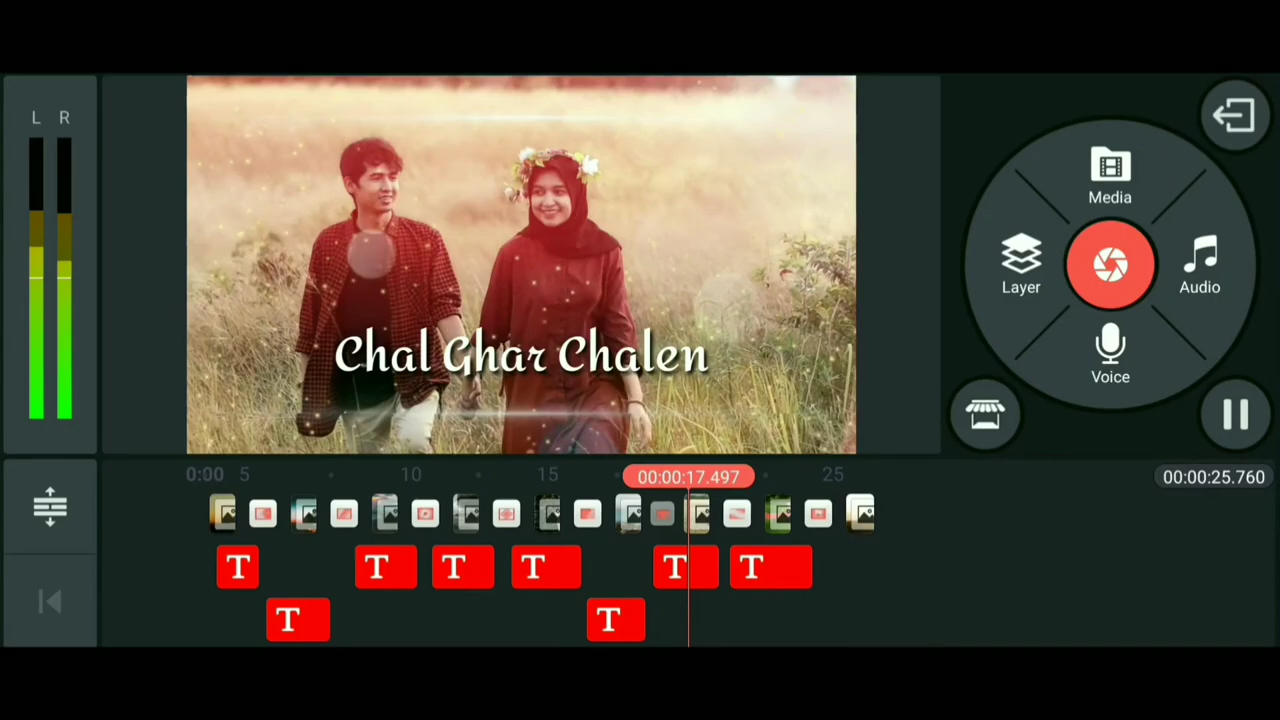 L R
Media
Layer
Audio
Voice
Chal Ghar Chalen
0:00 5 10 15 00:00:17.497 25 00:00:25.760
T T T T T T
T T